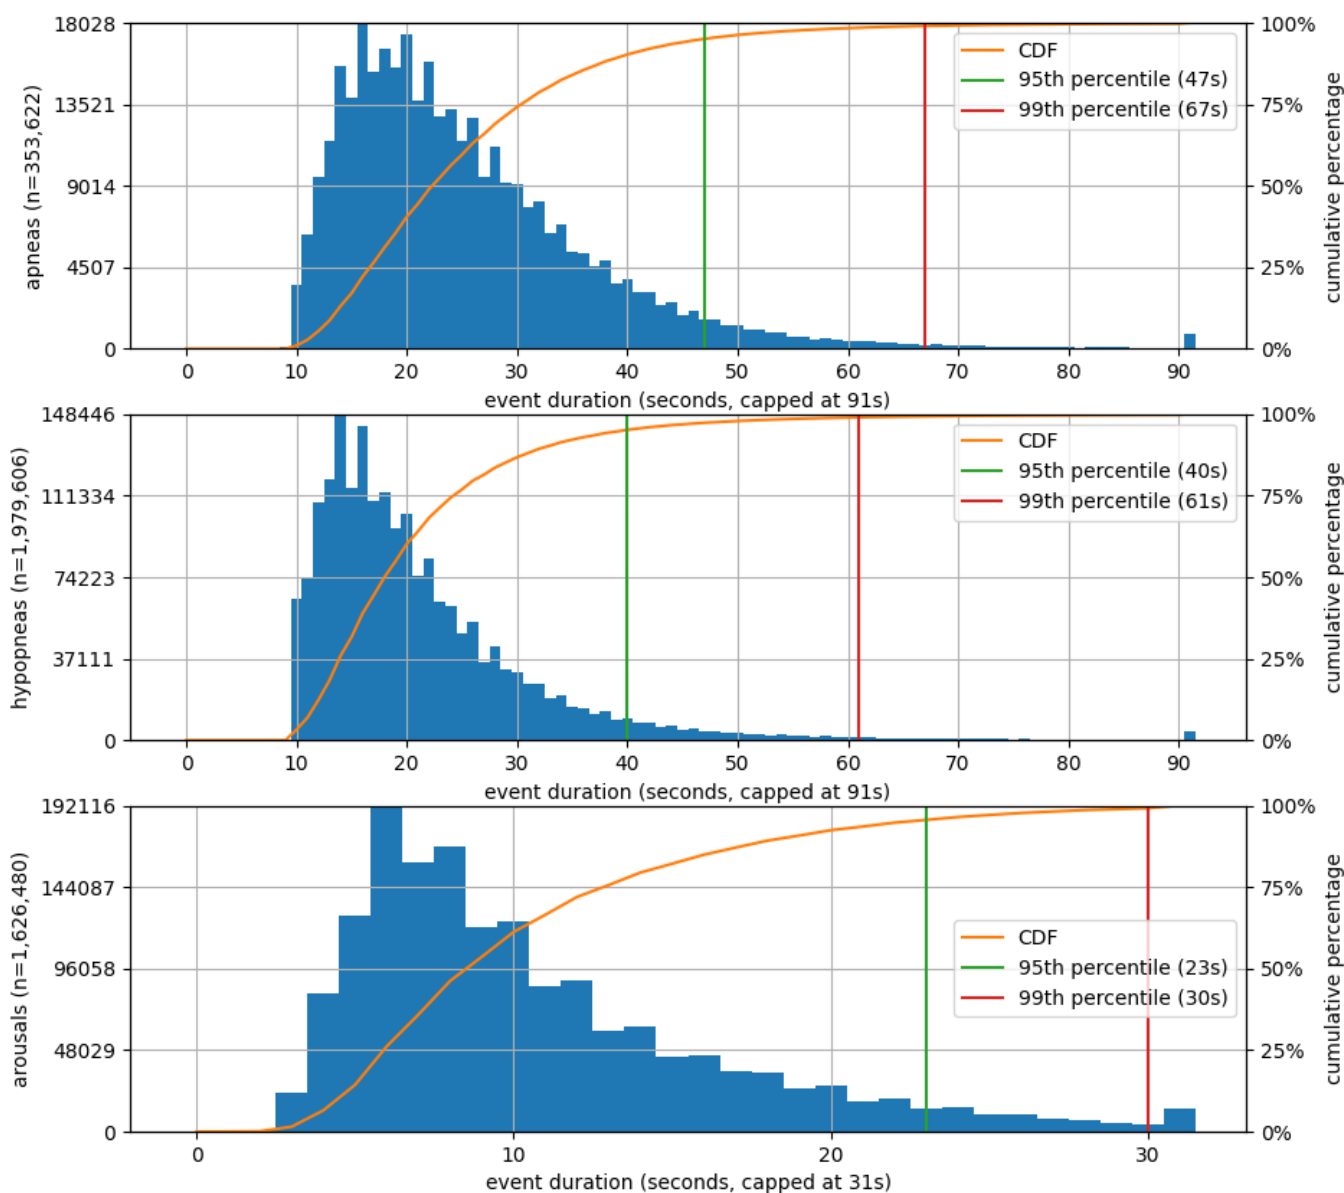 18028
13521
9014
4507
0
apneas (n=353,622)
100%
75%
50%
25%
0%
cumulative percentage
CDF
95th percentile (47s)
99th percentile (67s)
0 10 20 30 40 50 60 70 80 90
event duration (seconds, capped at 91s)
148446
111334
74223
37111
0
hypopneas (n=1,979,606)
100%
75%
50%
25%
0%
cumulative percentage
CDF
95th percentile (40s)
99th percentile (61s)
0 10 20 30 40 50 60 70 80 90
event duration (seconds, capped at 91s)
192116
144087
96058
48029
0
arousals (n=1,626,480)
100%
75%
50%
25%
0%
cumulative percentage
CDF
95th percentile (23s)
99th percentile (30s)
0 10 20 30
event duration (seconds, capped at 31s)